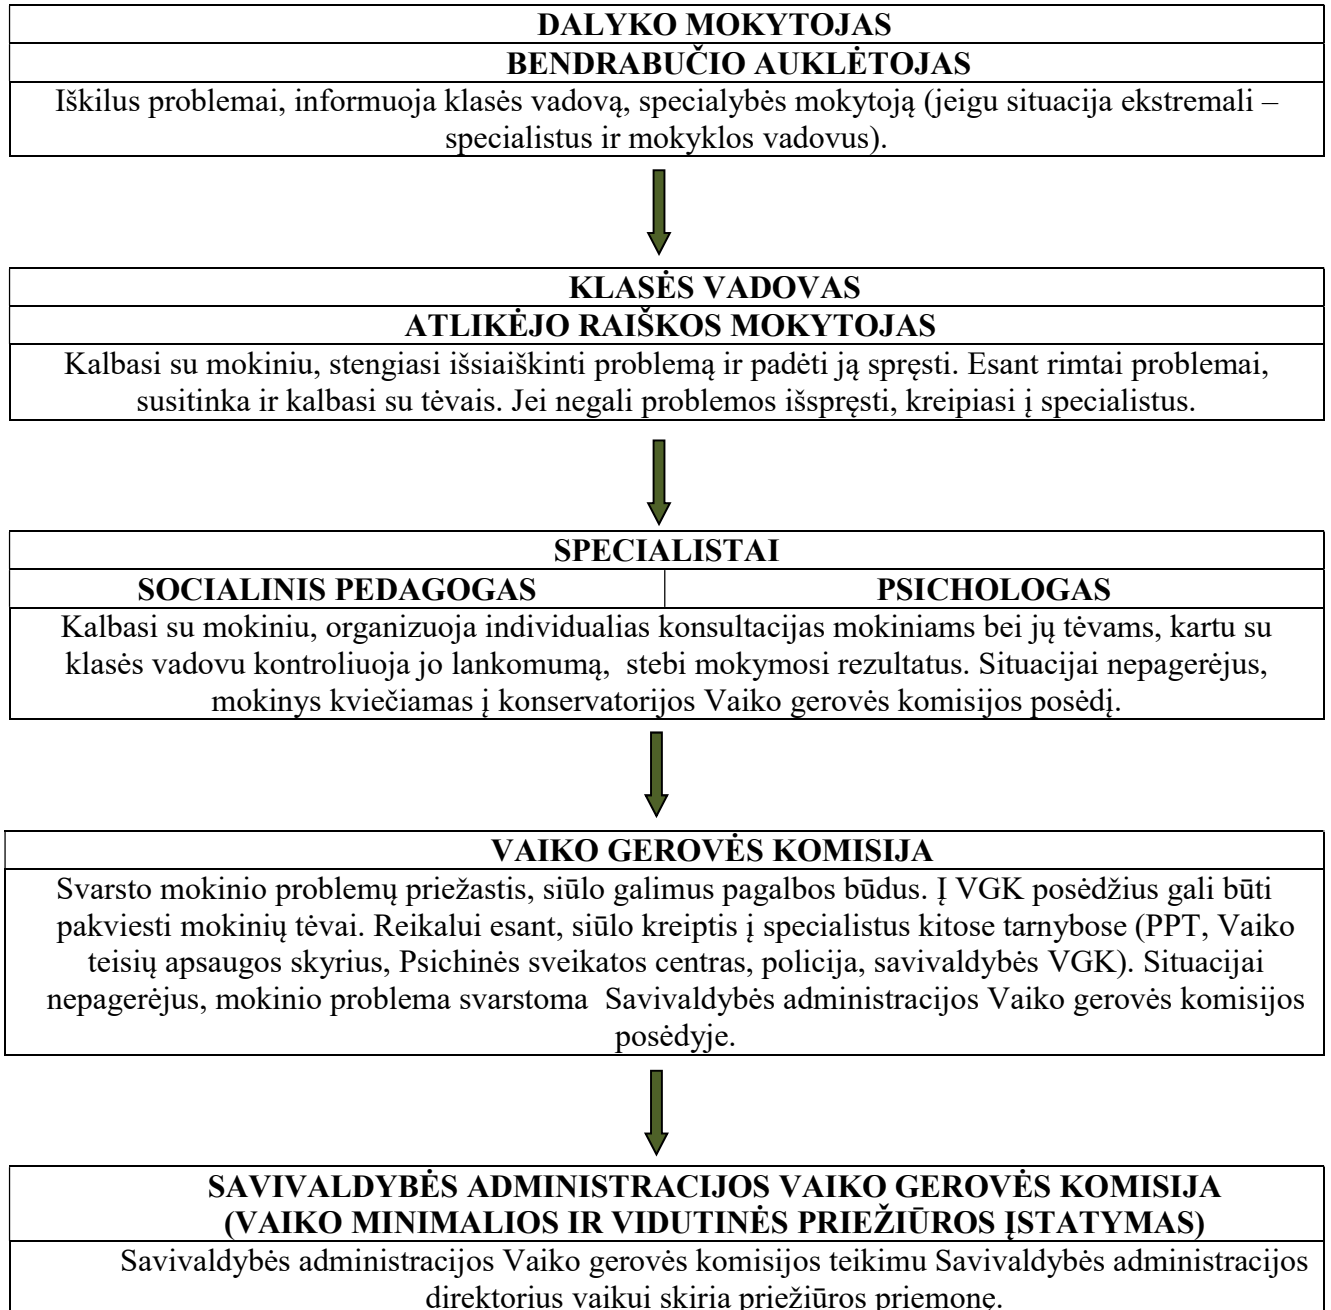 DALYKO MOKYTOJAS
BENDRABUČIO AUKLĖTOJAS
Iškilus problemai, informuoja klasės vadovą, specialybės mokytoją (jeigu situacija ekstremali –
specialistus ir mokyklos vadovus).
KLASĖS VADOVAS
ATLIKĖJO RAIŠKOS MOKYTOJAS
Kalbasi su mokiniu, stengiasi išsiaiškinti problemą ir padėti ją spręsti. Esant rimtai problemai,
susitinka ir kalbasi su tėvais. Jei negali problemos išspręsti, kreipiasi į specialistus.
SPECIALISTAI
SOCIALINIS PEDAGOGAS PSICHOLOGAS
Kalbasi su mokiniu, organizuoja individualias konsultacijas mokiniams bei jų tėvams, kartu su
klasės vadovu kontroliuoja jo lankomumą, stebi mokymosi rezultatus. Situacijai nepagerėjus,
mokinys kviečiamas į konservatorijos Vaiko gerovės komisijos posėdį.
VAIKO GEROVĖS KOMISIJA
Svarsto mokinio problemų priežastis, siūlo galimus pagalbos būdus. Į VGK posėdžius gali būti
pakviesti mokinių tėvai. Reikalui esant, siūlo kreiptis į specialistus kitose tarnybose (PPT, Vaiko
teisių apsaugos skyrius, Psichinės sveikatos centras, policija, savivaldybės VGK). Situacijai
nepagerėjus, mokinio problema svarstoma Savivaldybės administracijos Vaiko gerovės komisijos
posėdyje.
SAVIVALDYBĖS ADMINISTRACIJOS VAIKO GEROVĖS KOMISIJA
(VAIKO MINIMALIOS IR VIDUTINĖS PRIEŽIŪROS ĮSTATYMAS)
Savivaldybės administracijos Vaiko gerovės komisijos teikimu Savivaldybės administracijos
direktorius vaikui skiria priežiūros priemonę.